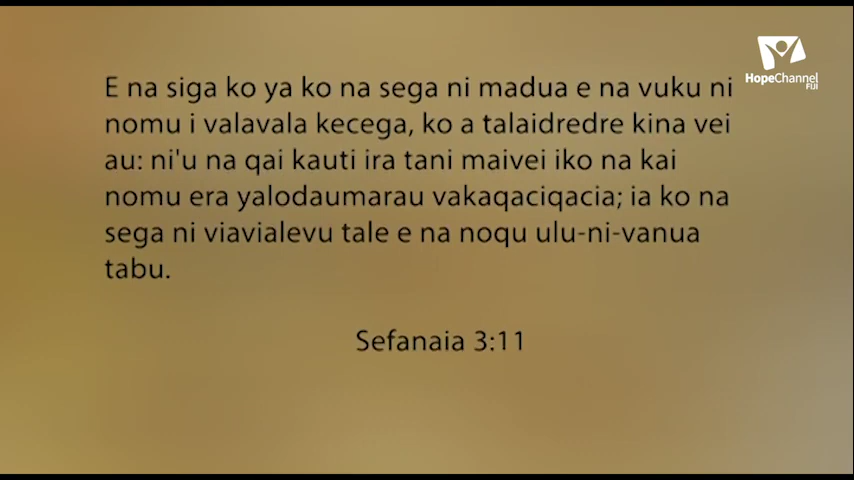 HopeChannel
FIJI
E na siga ko ya ko na sega ni madua e na vuku ni
nomu i valavala kecega, ko a talaidredre kina vei
au: ni'u na qai kauti ira tani maivei iko na kai
nomu era yalodaumarau vakaqaciqacia; ia ko na
sega ni viavialevu tale e na noqu ulu-ni-vanua
tabu.
Sefanaia 3:11